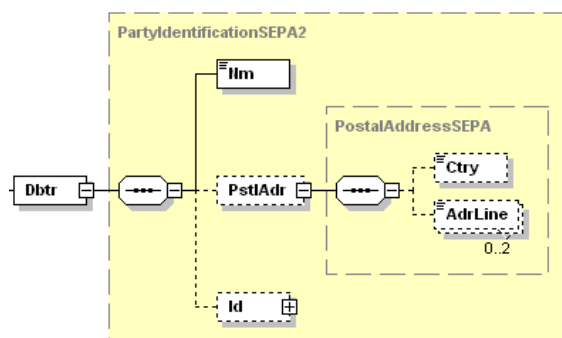 PartyIdentificationSEPA2
Nm
PostalAddressSEPA
Ctry
Dbtr
PstlAdr
AdrLine
0..2
Id